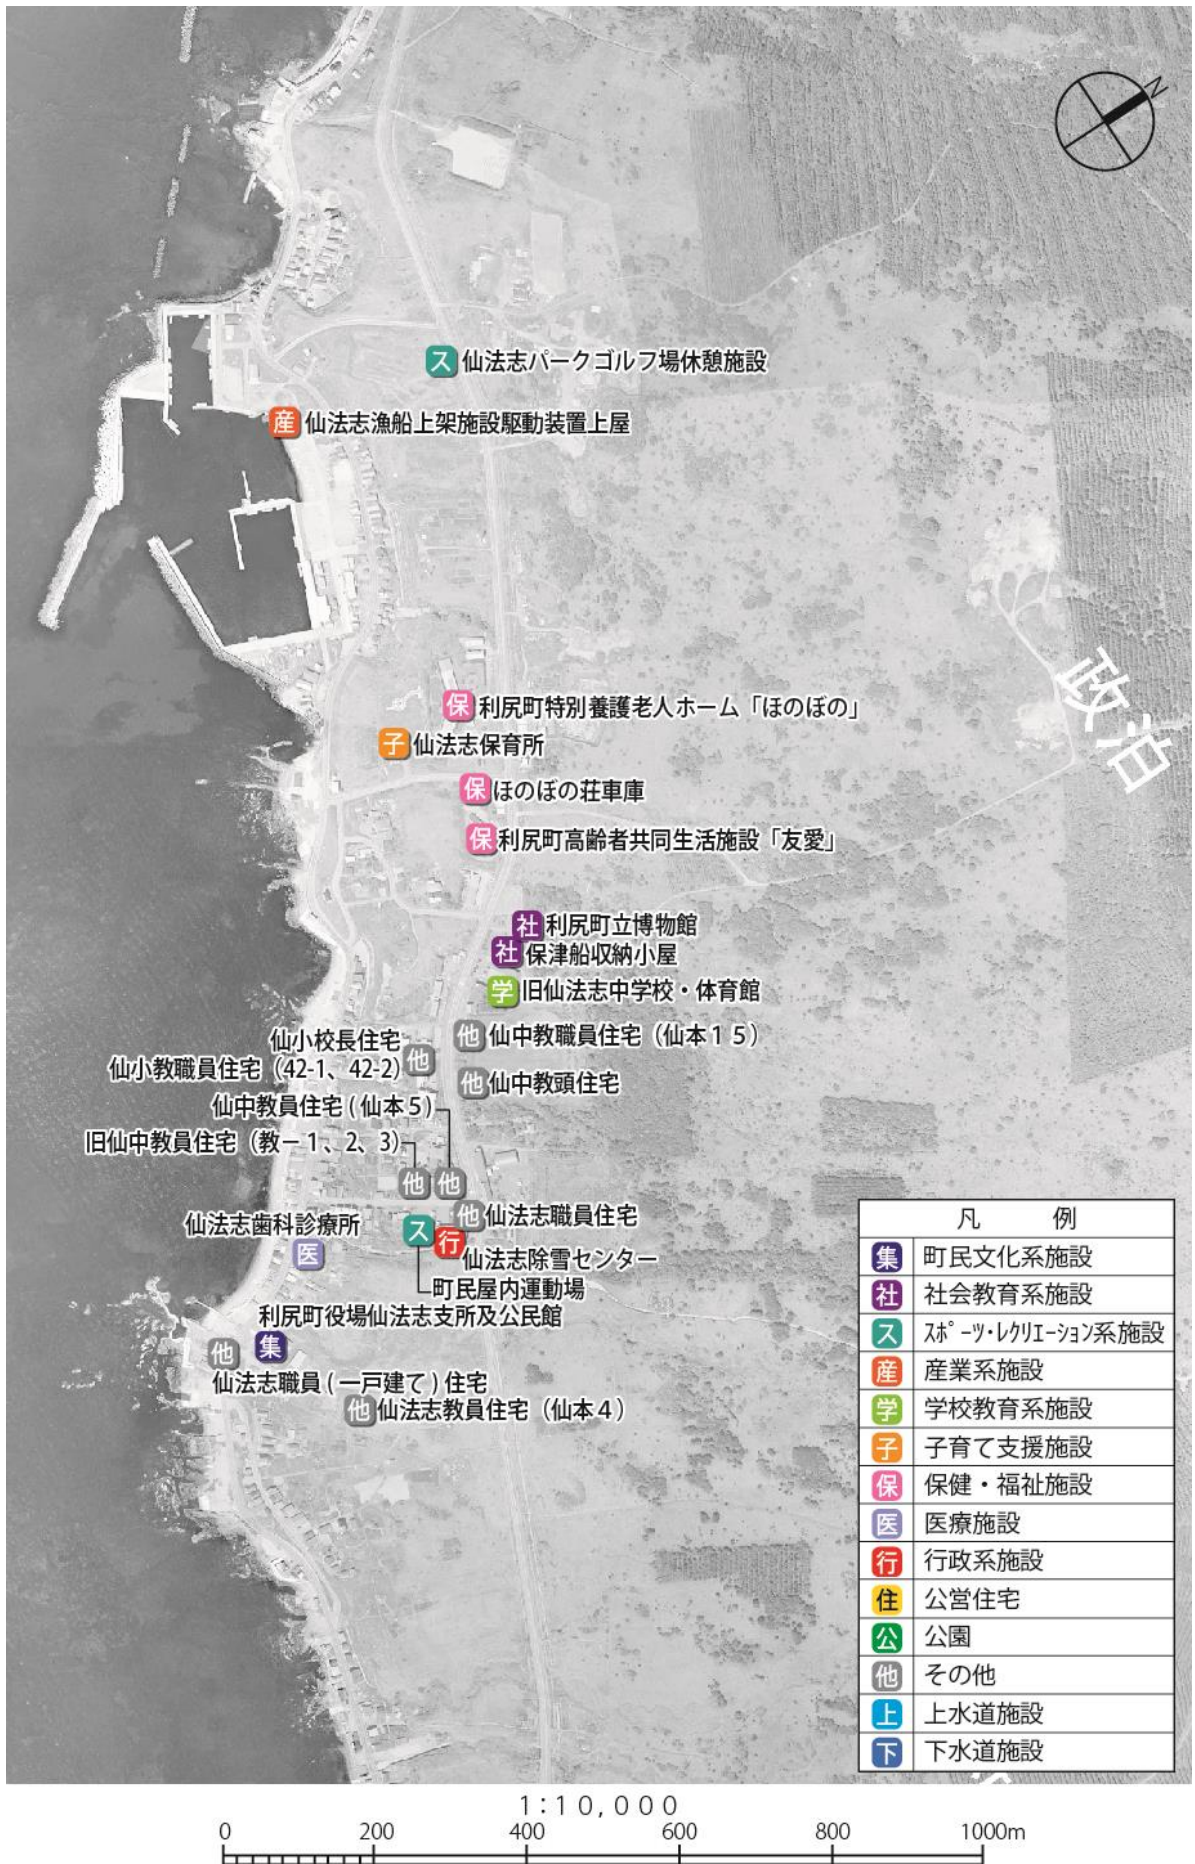 N
ス 仙法志パークゴルフ場休憩施設
産 仙法志漁船上架施設駆動装置上屋
政泊
保 利尻町特別養護老人ホーム「ほのぼの」
子 仙法志保育所
保 ほのぼの荘車庫
保 利尻町高齢者共同生活施設「友愛」
社 利尻町立博物館
社 保津船収納小屋
学 旧仙法志中学校・体育館
他 仙中教職員住宅（仙本１５）
仙小校長住宅
仙小教職員住宅（42-1、42-2） 他
他 仙中教頭住宅
仙中教員住宅(仙本５)
旧仙中教員住宅（教－１、２、３）
他 他
他 仙法志職員住宅
仙法志歯科診療所
医
ス
行 仙法志除雪センター
町民屋内運動場
利尻町役場仙法志支所及公民館
集
他
仙法志職員(一戸建て)住宅
他 仙法志教員住宅（仙本４）
凡 例
集 町民文化系施設
社 社会教育系施設
ス ｽﾎﾟｰﾂ・ﾚｸﾘｴｰｼｮﾝ系施設
産 産業系施設
学 学校教育系施設
子 子育て支援施設
保 保健・福祉施設
医 医療施設
行 行政系施設
住 公営住宅
公 公園
他 その他
上 上水道施設
下 下水道施設
1:10,000
0 200 400 600 800 1000m